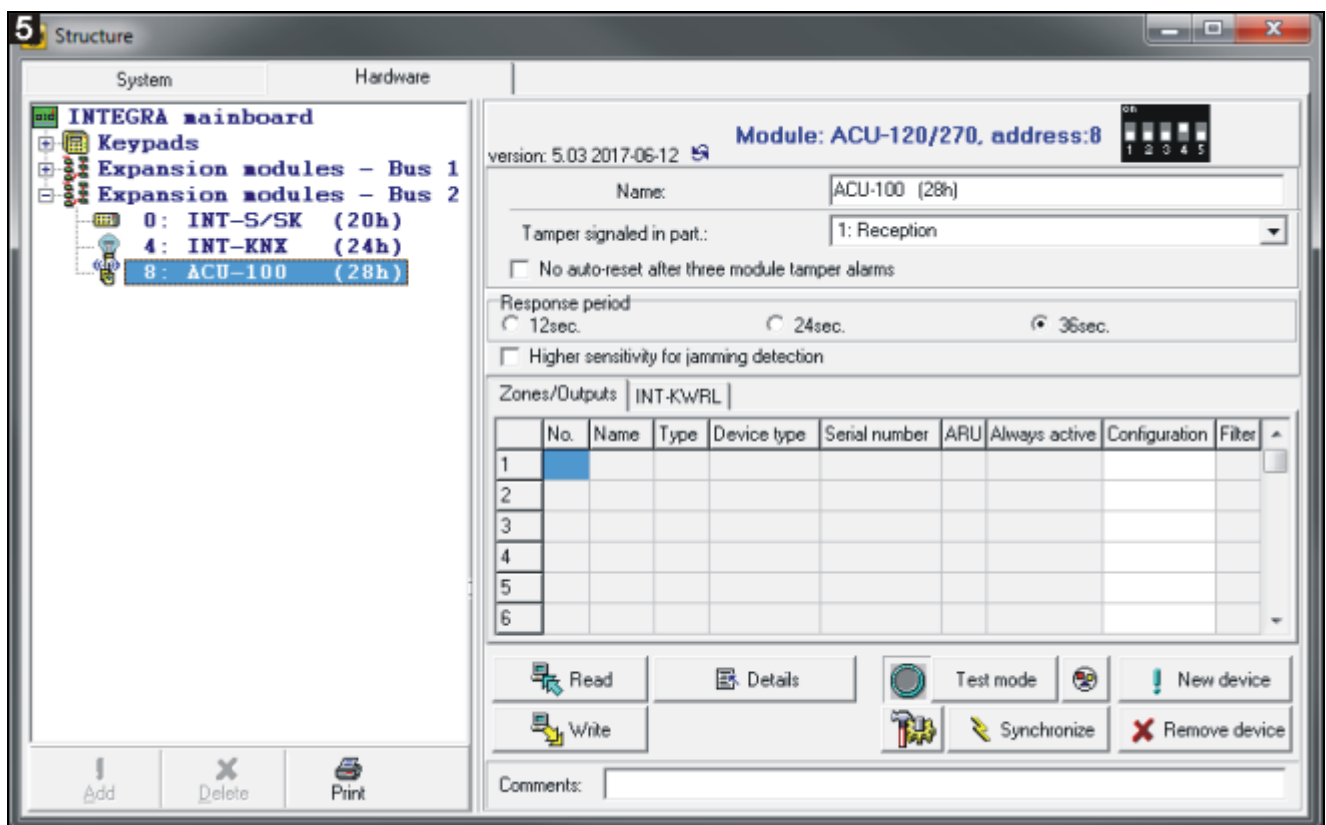 5
Structure
System Hardware
INTEGRA mainboard
Keypads
Expansion modules - Bus 1
Expansion modules - Bus 2
0: INT-S/SK (20h)
4: INT-KNX (24h)
8: ACU-100 (28h)
Add Delete Print
version: 5.03 2017-06-12 Module: ACU-120/270, address:8
on
1 2 3 4 5
Name: ACU-100 (28h)
Tamper signaled in part.: 1: Reception
No auto-reset after three module tamper alarms
Response period
12sec. 24sec. 36sec.
Higher sensitivity for jamming detection
Zones/Outputs INT-KWRL
No. Name Type Device type Serial number ARU Always active Configuration Filter
1
2
3
4
5
6
Read Details Test mode New device
Write Synchronize Remove device
Comments: